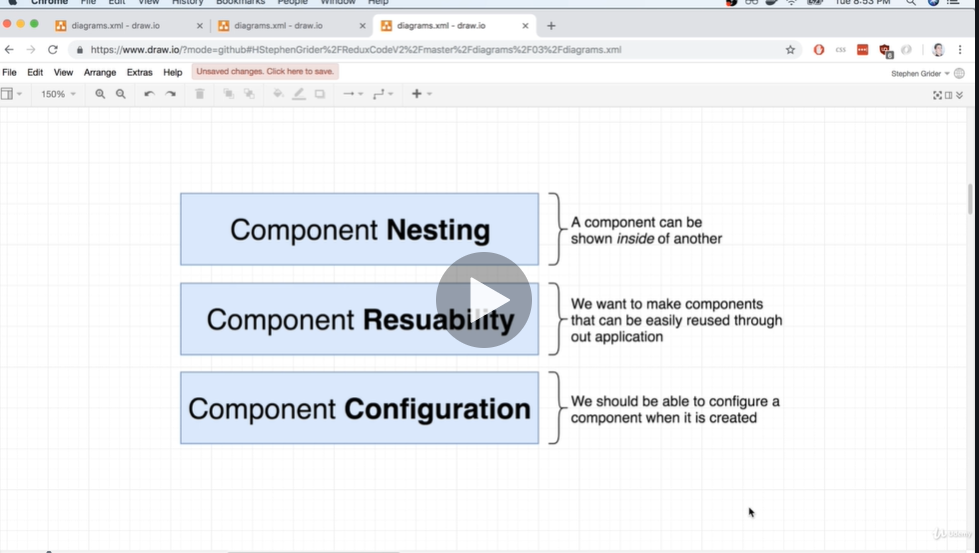 Chrome File Edit View History Bookmarks People Window Help Tue 8:53 PM
diagrams.xml - draw.io diagrams.xml - draw.io diagrams.xml - draw.io
https://www.draw.io/?mode=github#HStephenGrider%2FReduxCodeV2%2Fmaster%2Fdiagrams%2F03%2Fdiagrams.xml
File Edit View Arrange Extras Help Unsaved changes. Click here to save. Stephen Grider
150%
Component Nesting
A component can be
shown inside of another
Component Resuability
We want to make components
that can be easily reused through
out application
Component Configuration
We should be able to configure a
component when it is created